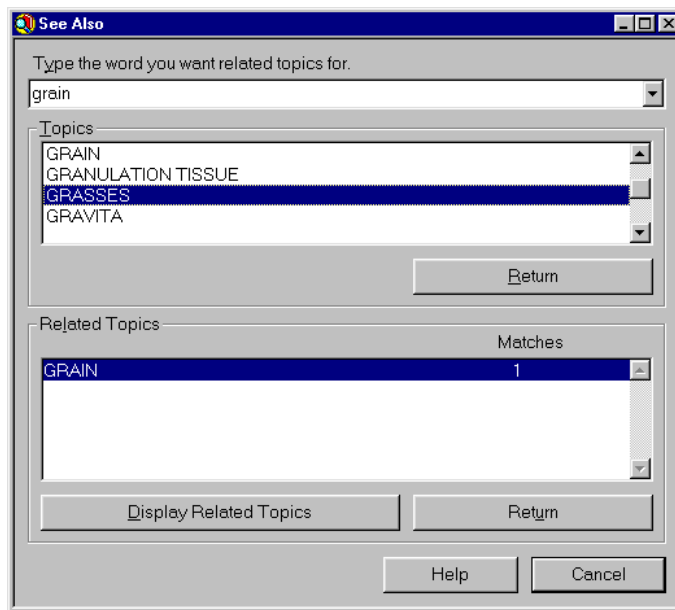 See Also
Type the word you want related topics for.
grain
Topics
GRAIN
GRANULATION TISSUE
GRASSES
GRAVITA
Return
Related Topics
Matches
GRAIN 1
Display Related Topics Return
Help Cancel